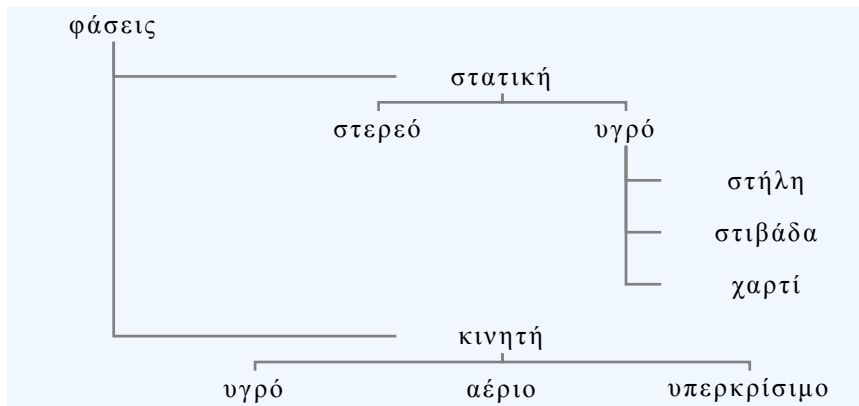 φάσεις
στατική
στερεό υγρό
στήλη
στιβάδα
χαρτί
κινητή
υγρό αέριο υπερκρίσιμο